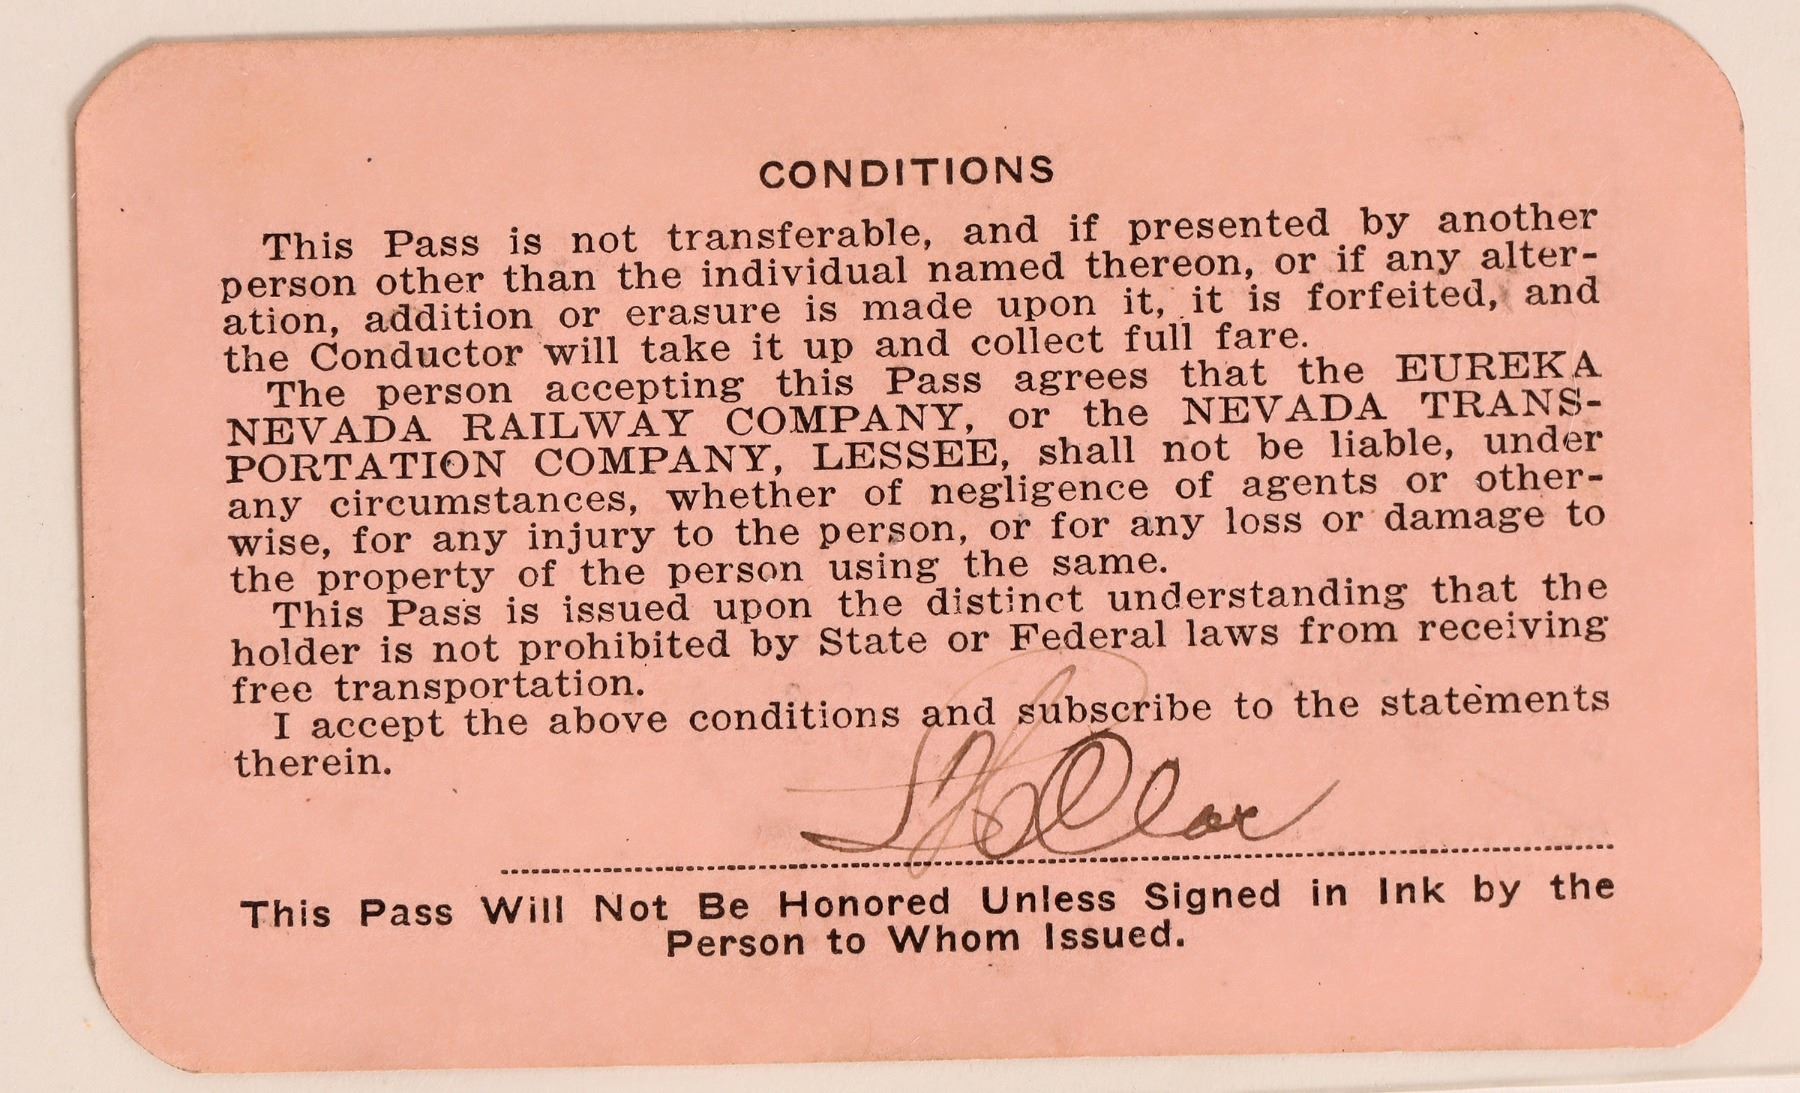 CONDITIONS
This Pass is not transferable, and if presented by another
person other than the individual named thereon, or if any alter-
ation, addition or erasure is made upon it, it is forfeited, and
the Conductor will take it up and collect full fare.
The person accepting this Pass agrees that the EUREKA
NEVADA RAILWAY COMPANY, or the NEVADA TRANS-
PORTATION COMPANY, LESSEE, shall not be liable, under
any circumstances, whether of negligence of agents or other-
wise, for any injury to the person, or for any loss or damage to
the property of the person using the same.
This Pass is issued upon the distinct understanding that the
holder is not prohibited by State or Federal laws from receiving
free transportation.
I accept the above conditions and subscribe to the statements
therein.
This Pass Will Not Be Honored Unless Signed in Ink by the
Person to Whom Issued.